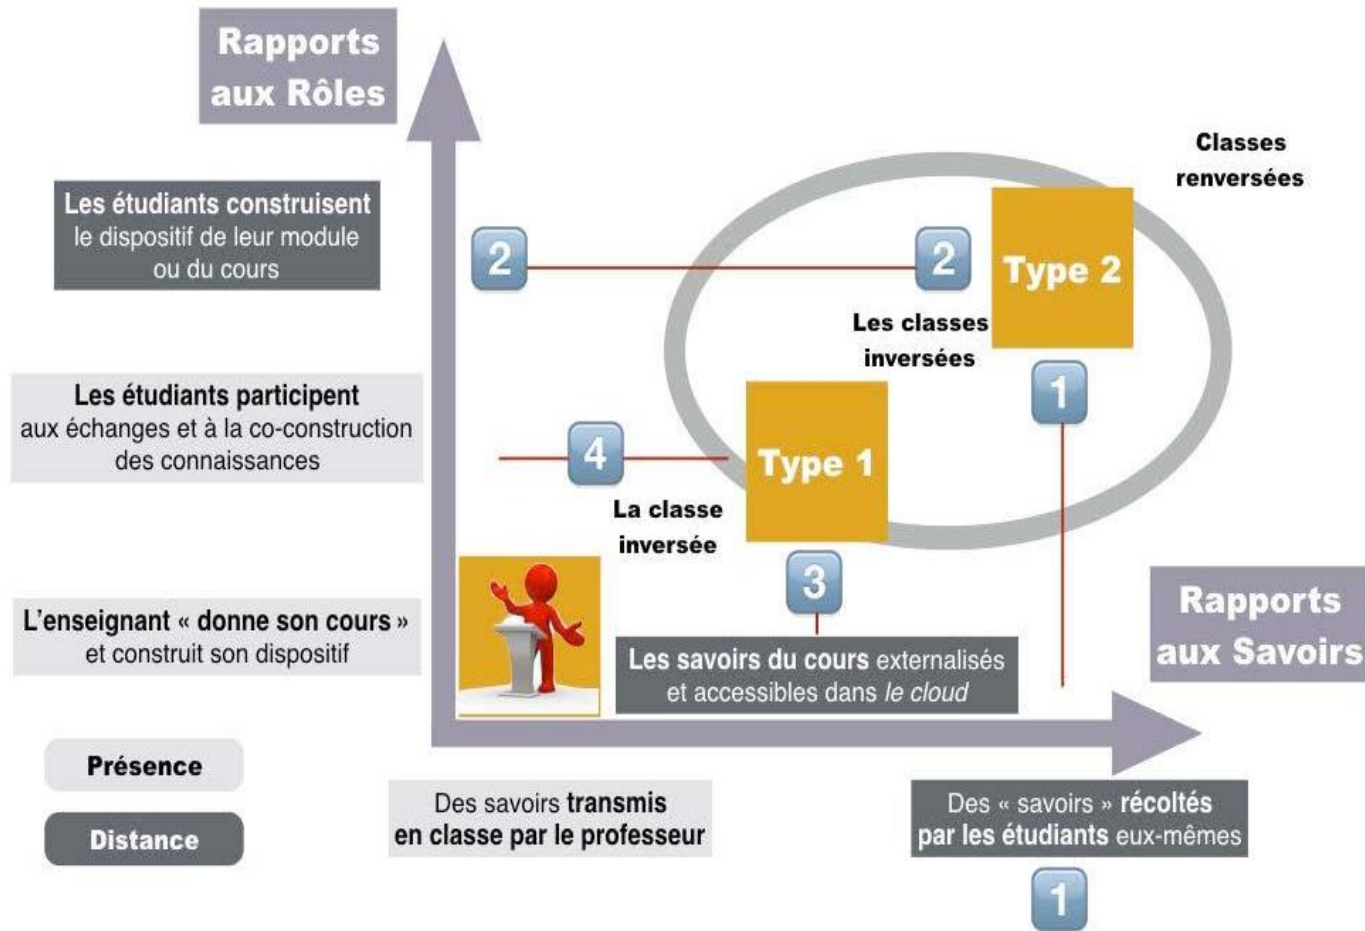 Rapports
aux Rôles
Classes
renversées
Les étudiants construisent
le dispositif de leur module
ou du cours
2
2
Type 2
Les classes
inversées
1
Les étudiants participent
aux échanges et à la co-construction
des connaissances
4
Type 1
La classe
inversée
3
L'enseignant « donne son cours »
et construit son dispositif
Les savoirs du cours externalisés
et accessibles dans le cloud
Rapports
aux Savoirs
Présence
Distance
Des savoirs transmis
en classe par le professeur
Des « savoirs » récoltés
par les étudiants eux-mêmes
1